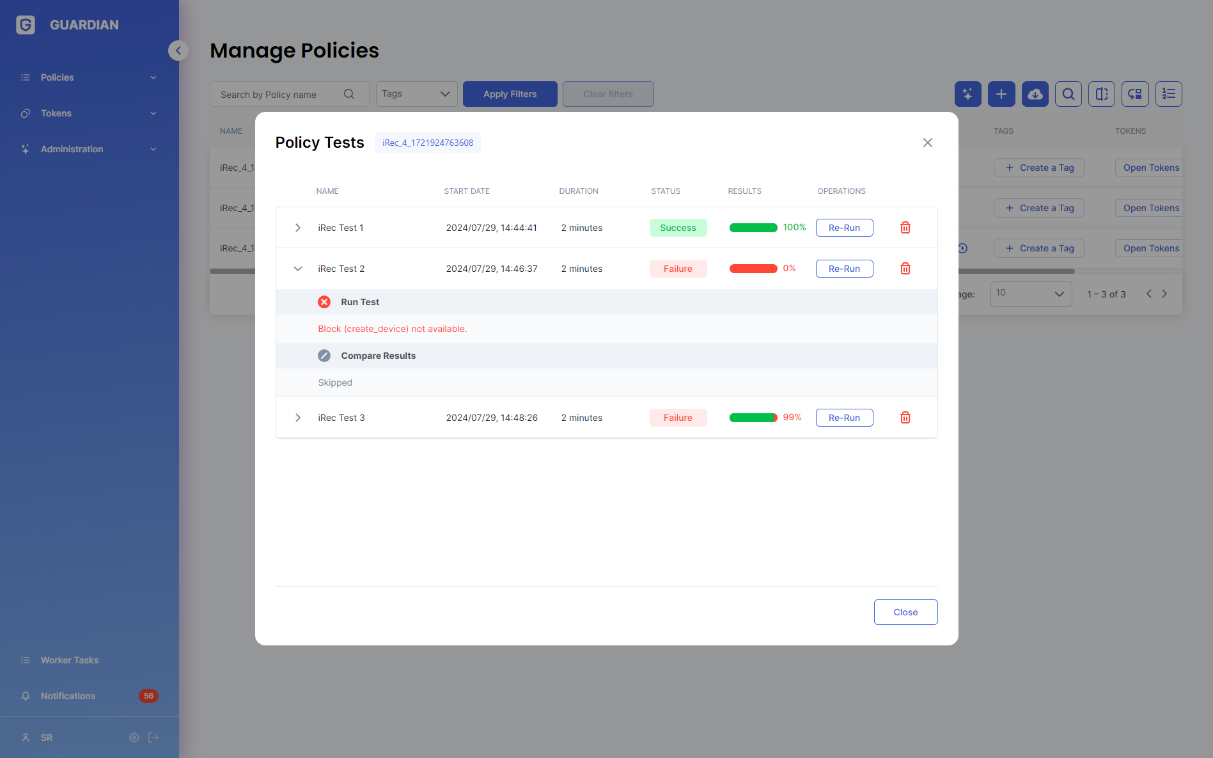 GUARDIAN
Policies
Tokens
Administration
Worker Tasks
Notifications 56
SR
Manage Policies
Search by Policy name Tags Apply Filters Clear filters
NAME TAGS TOKENS
iRec_4_1 Create a Tag Open Tokens
iRec_4_1 Create a Tag Open Tokens
iRec_4_1 Create a Tag Open Tokens
ge: 10 1 – 3 of 3
Policy Tests iRec_4_1721924763608
NAME START DATE DURATION STATUS RESULTS OPERATIONS
iRec Test 1 2024/07/29, 14:44:41 2 minutes Success 100% Re-Run
iRec Test 2 2024/07/29, 14:46:37 2 minutes Failure 0% Re-Run
Run Test
Block (create_device) not available.
Compare Results
Skipped
iRec Test 3 2024/07/29, 14:48:26 2 minutes Failure 99% Re-Run
Close